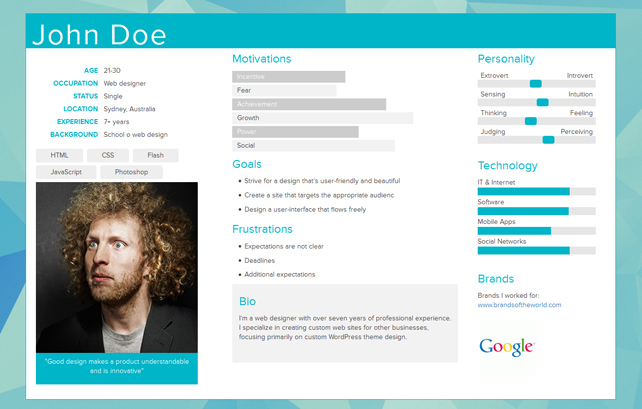 John Doe
AGE 21-30
OCCUPATION Web designer
STATUS Single
LOCATION Sydney, Australia
EXPERIENCE 7+ years
BACKGROUND School o web design
HTML CSS Flash
JavaScript Photoshop
"Good design makes a product understandable
and is innovative"
Motivations
Incentive
Fear
Achievement
Growth
Power
Social
Goals
Strive for a design that's user-friendly and beautiful
Create a site that targets the appropriate audienc
Design a user-interface that flows freely
Frustrations
Expectations are not clear
Deadlines
Additional expectations
Bio
I'm a web designer with over seven years of professional experience.
I specialize in creating custom web sites for other businesses,
focusing primarily on custom WordPress theme design.
Personality
Extrovert Introvert
Sensing Intuition
Thinking Feeling
Judging Perceiving
Technology
IT & Internet
Software
Mobile Apps
Social Networks
Brands
Brands I worked for:
www.brandsoftheworld.com
Google